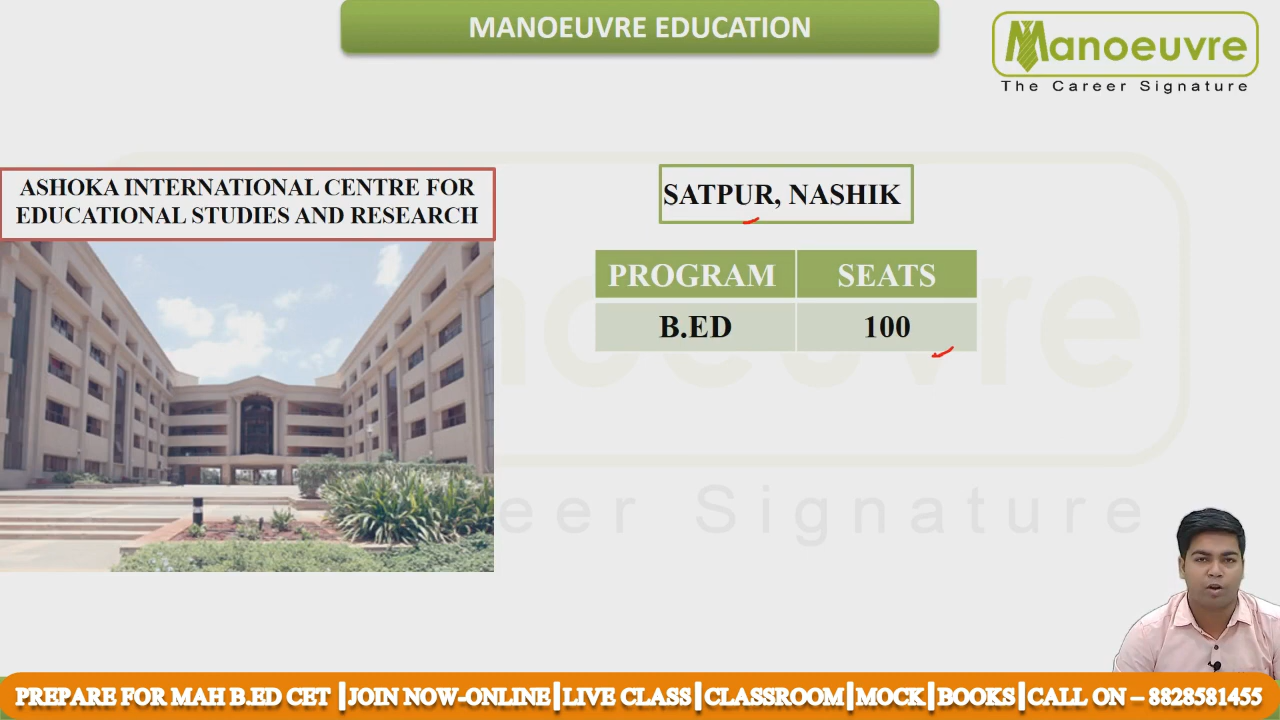 MANOEUVRE EDUCATION
Manoeuvre
The Career Signature
ASHOKA INTERNATIONAL CENTRE FOR
EDUCATIONAL STUDIES AND RESEARCH
SATPUR, NASHIK
PROGRAM SEATS
B.ED 100
PREPARE FOR MAH B.ED CET |JOIN NOW-ONLINE|LIVE CLASS|CLASSROOM|MOCK|BOOKS|CALL ON – 8828581455